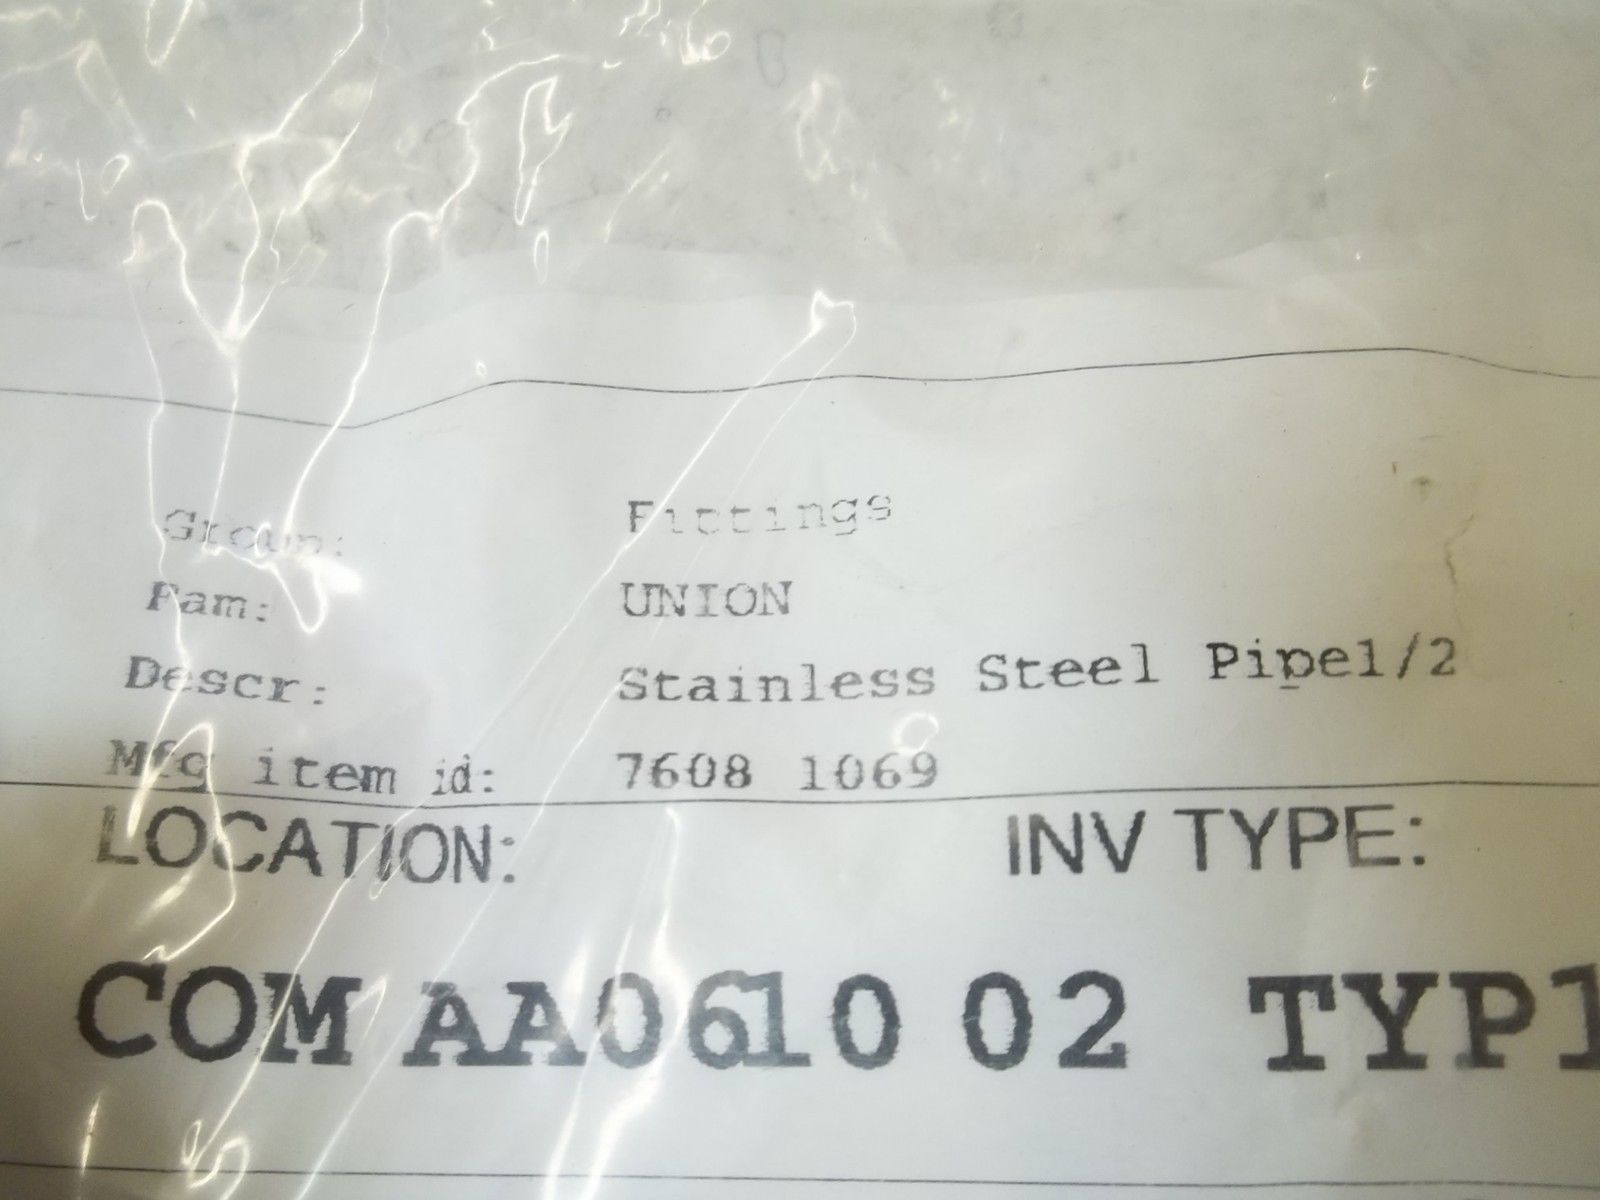 Group: Fittings
Fam: UNION
Descr: Stainless Steel Pipe1/2
Mfg item id: 7608 1069
LOCATION: INV TYPE:
COM AA0610 02 TYP1